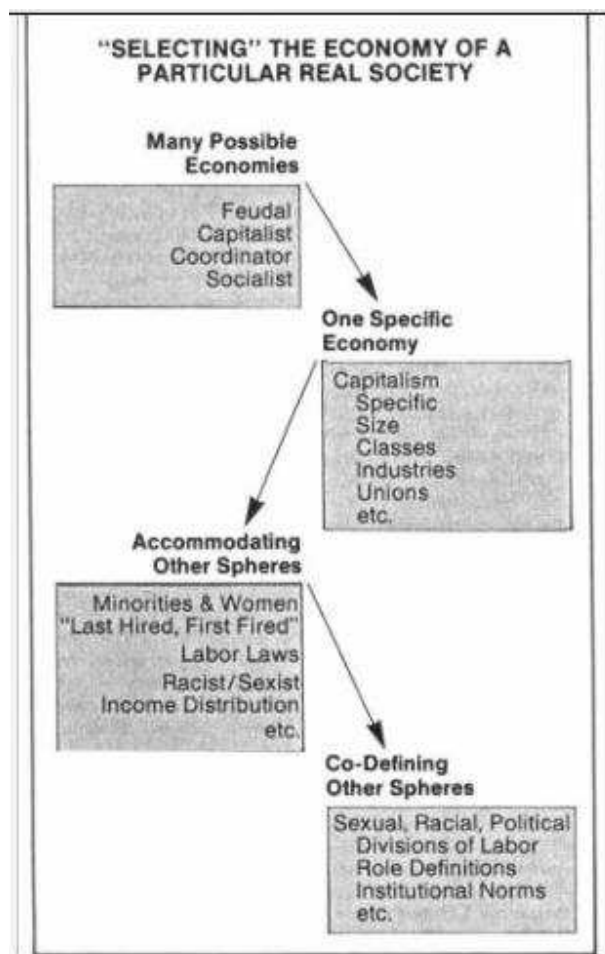 "SELECTING" THE ECONOMY OF A
PARTICULAR REAL SOCIETY
Many Possible
Economies
Feudal
Capitalist
Coordinator
Socialist
One Specific
Economy
Capitalism
Specific
Size
Classes
Industries
Unions
etc.
Accommodating
Other Spheres
Minorities & Women
"Last Hired, First Fired"
Labor Laws
Racist/Sexist
Income Distribution
etc.
Co-Defining
Other Spheres
Sexual, Racial, Political
Divisions of Labor
Role Definitions
Institutional Norms
etc.